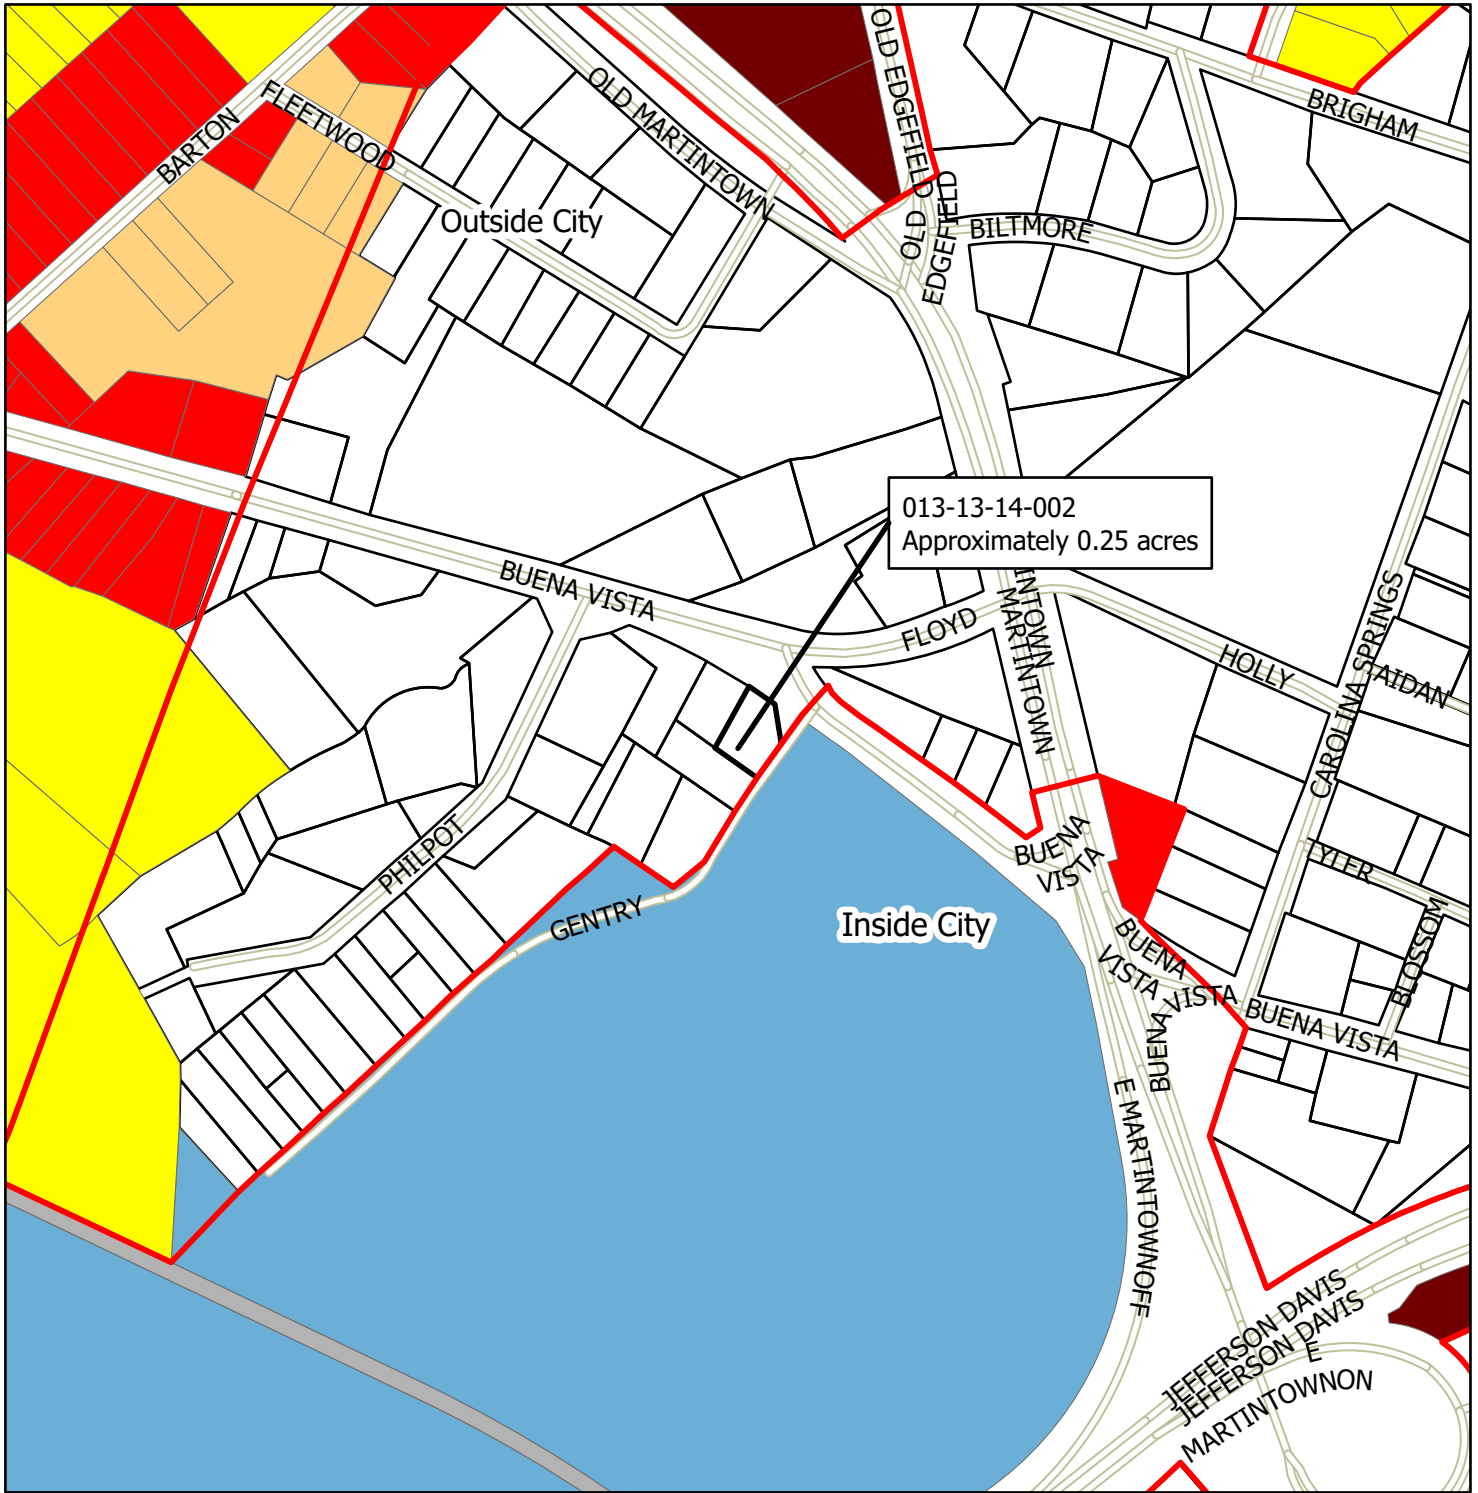 OLD EDGEFIELD
BRIGHAM
OLD MARTINTOWN
FLEETWOOD
BARTON
Outside City
OLD
EDGEFIELD
BILTMORE
013-13-14-002
Approximately 0.25 acres
BUENA VISTA
FLOYD
INTOWN
MARTINTOWN
HOLLY
CAROLINA SPRINGS
AIDAN
PHILPOT
BUENA
VISTA
TYLER
GENTRY
Inside City
BLOSSOM
BUENA
VISTA
VISTA
BUENA
BUENA VISTA
E MARTINTOWNOFF
JEFFERSON DAVIS
JEFFERSON DAVIS
E
MARTINTOWNON